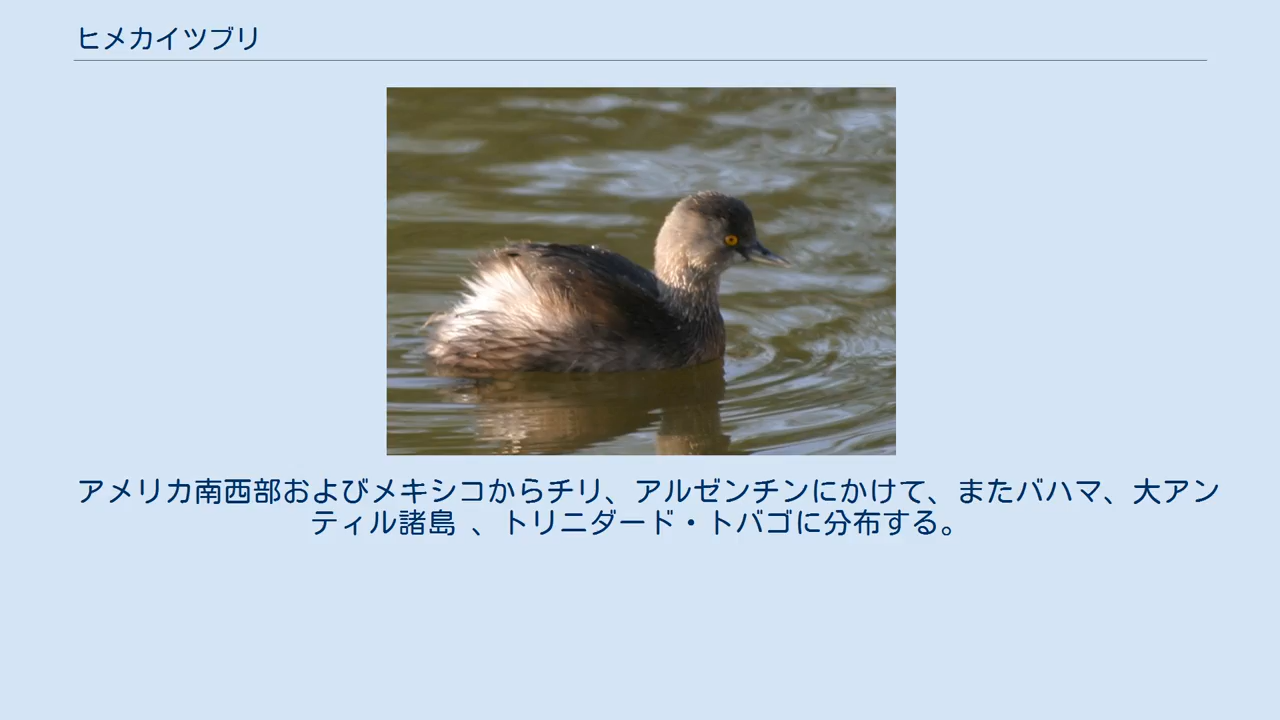 ヒメカイツブリ
アメリカ南西部およびメキシコからチリ、アルゼンチンにかけて、またバハマ、大アン
ティル諸島 、トリニダード・トバゴに分布する。